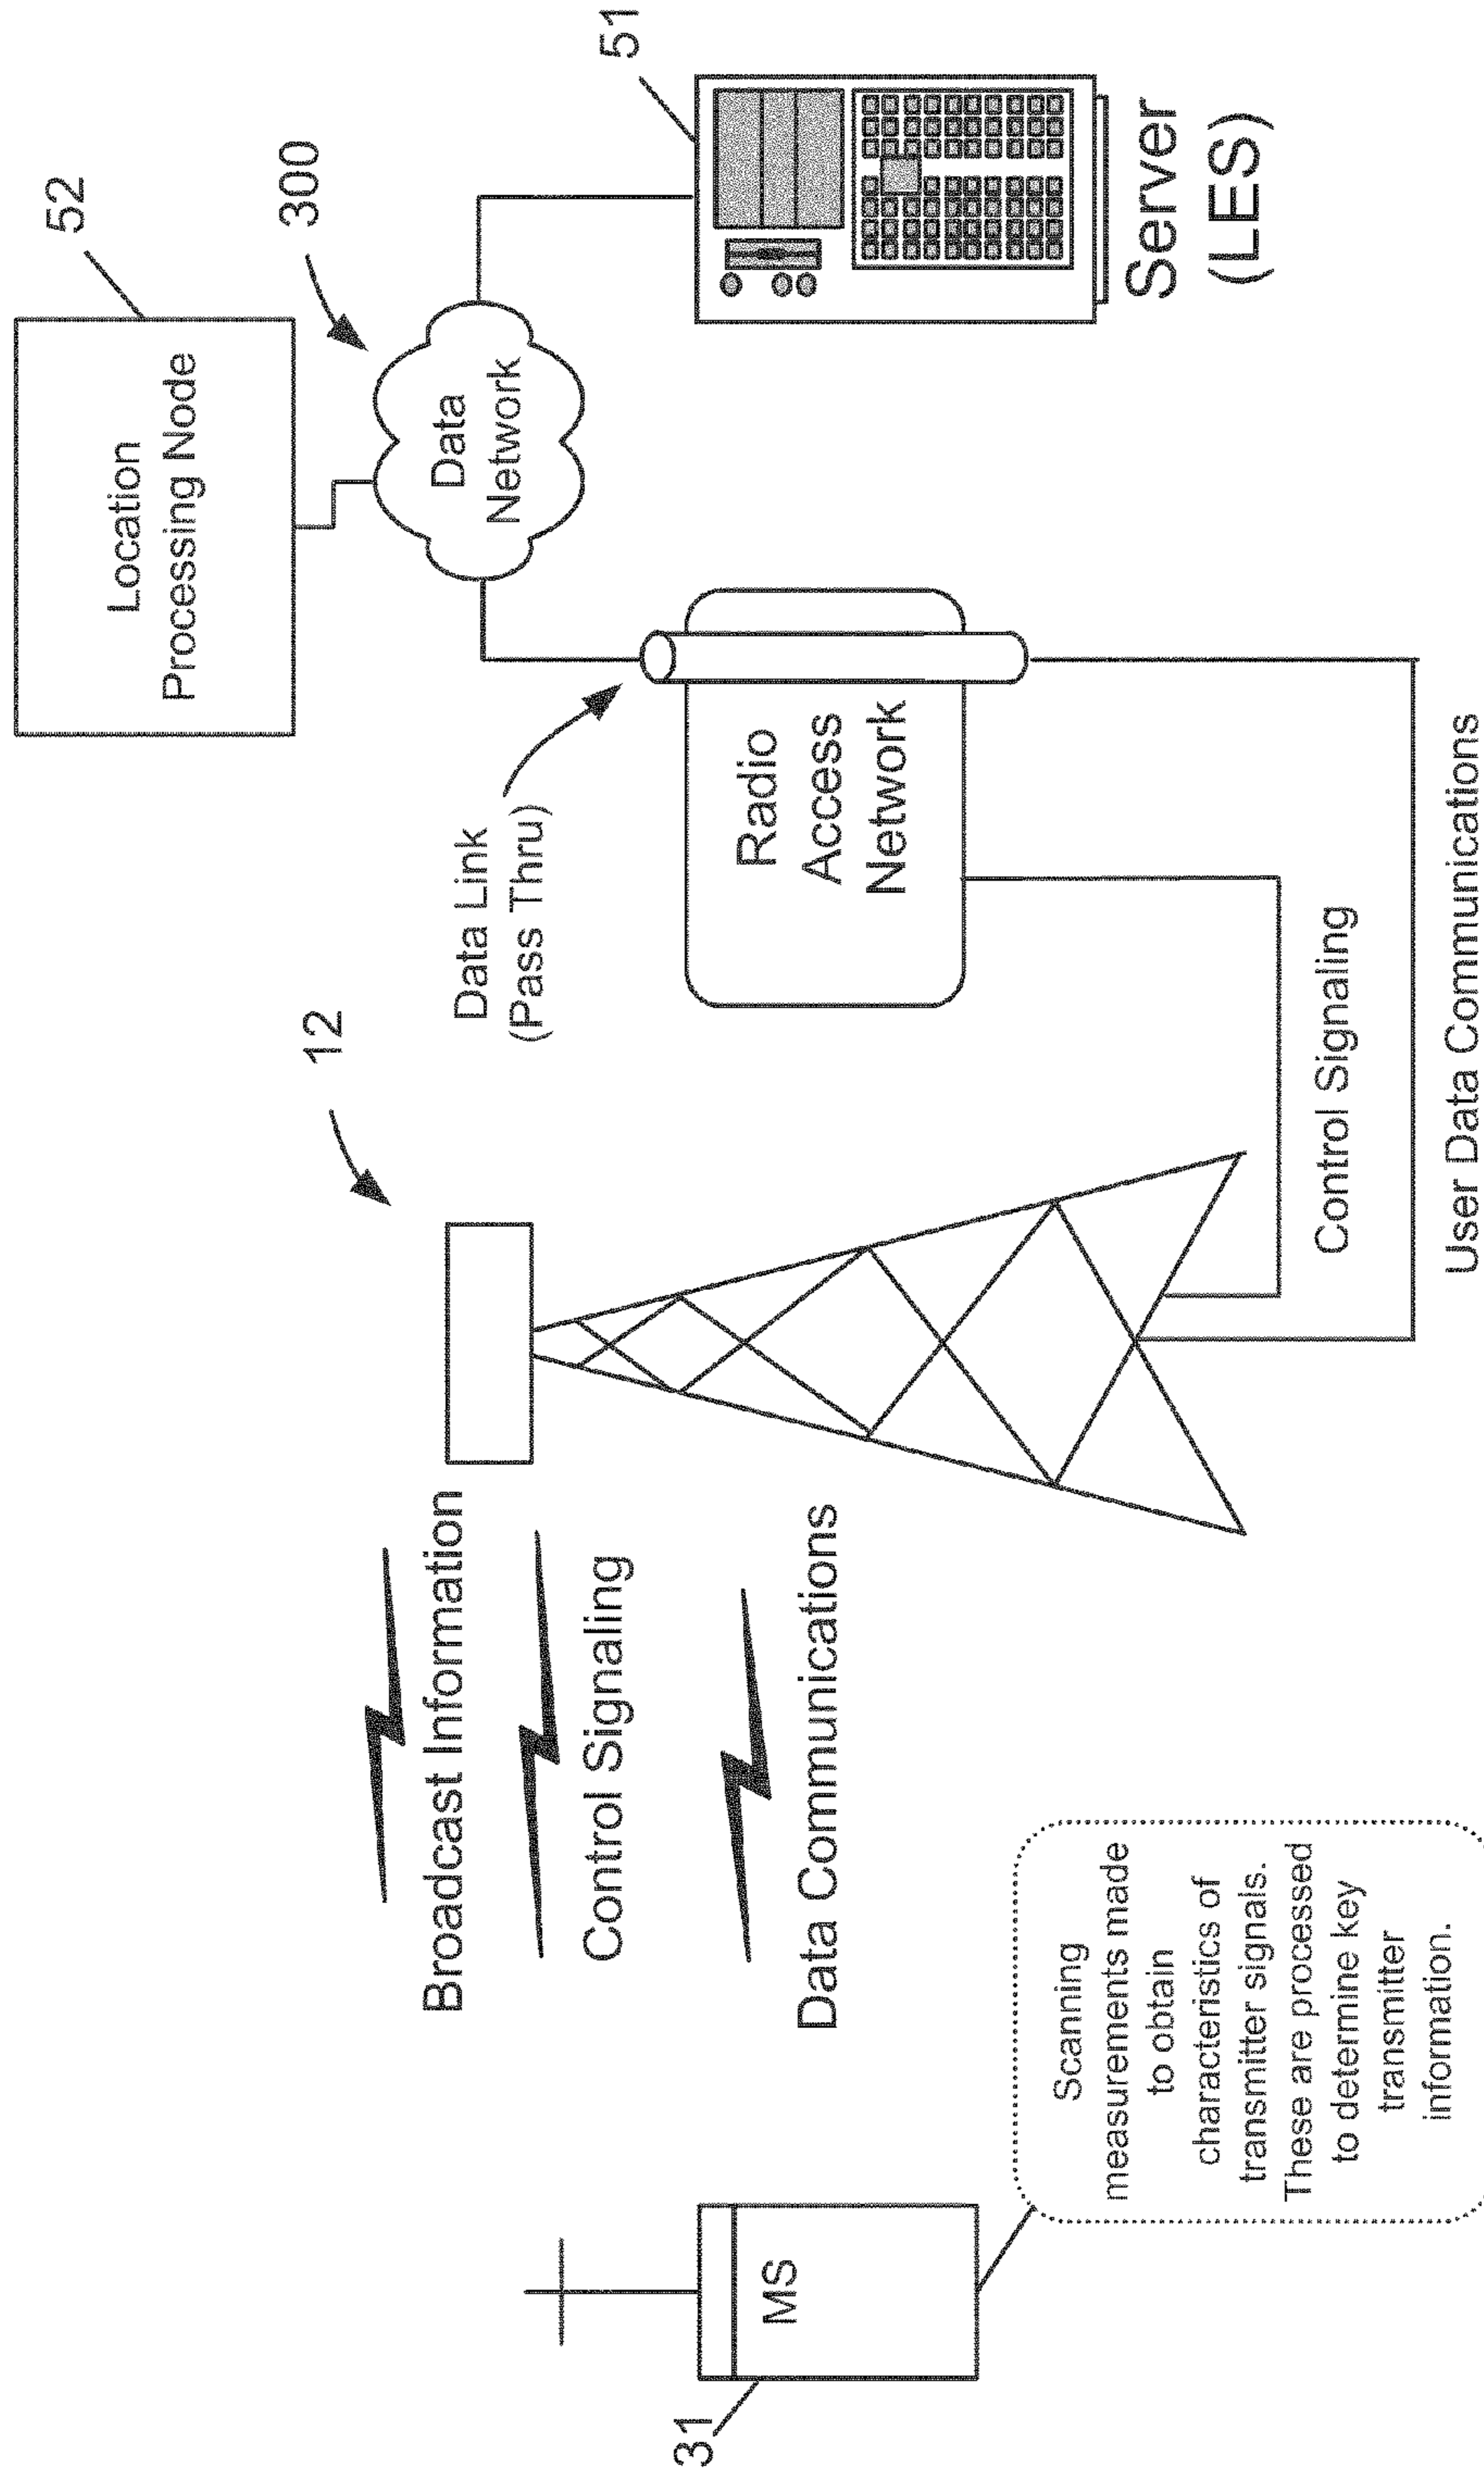 52
Location
Processing Node
300
Data
Network
51
Server
(LES)
Data Link
(Pass Thru)
Radio
Access
Network
12
Control Signaling
User Data Communications
Broadcast Information
Control Signaling
Data Communications
31
MS
Scanning
measurements made
to obtain
characteristics of
transmitter signals.
These are processed
to determine key
transmitter
information.